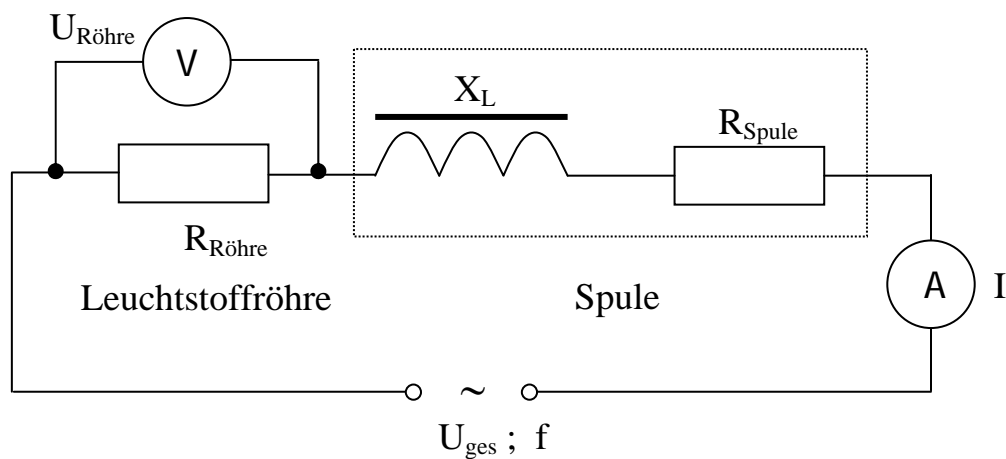 U_Röhre
V
X_L
R_Spule
R_Röhre
Leuchtstoffröhre
Spule
A
I
~
U_ges ; f